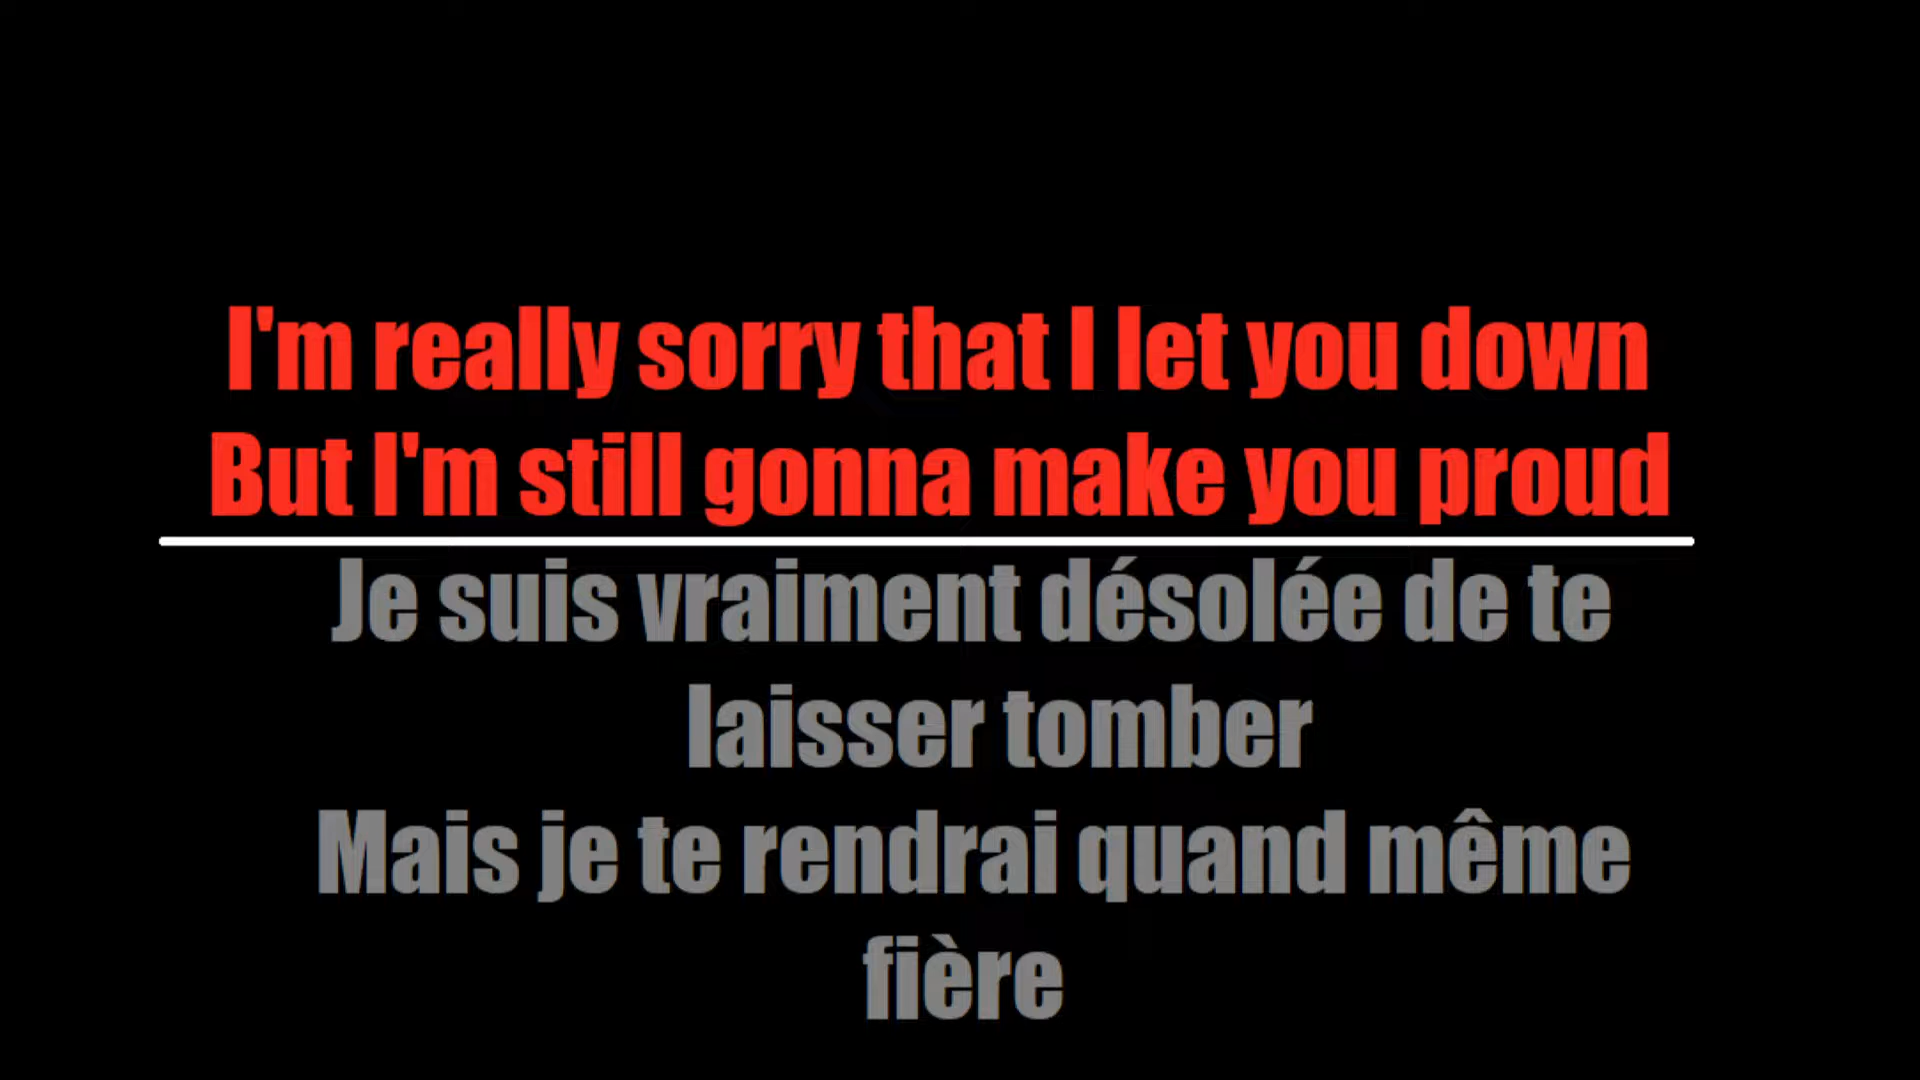 I'm really sorry that I let you down
But I'm still gonna make you proud
Je suis vraiment désolée de te
laisser tomber
Mais je te rendrai quand même
fière